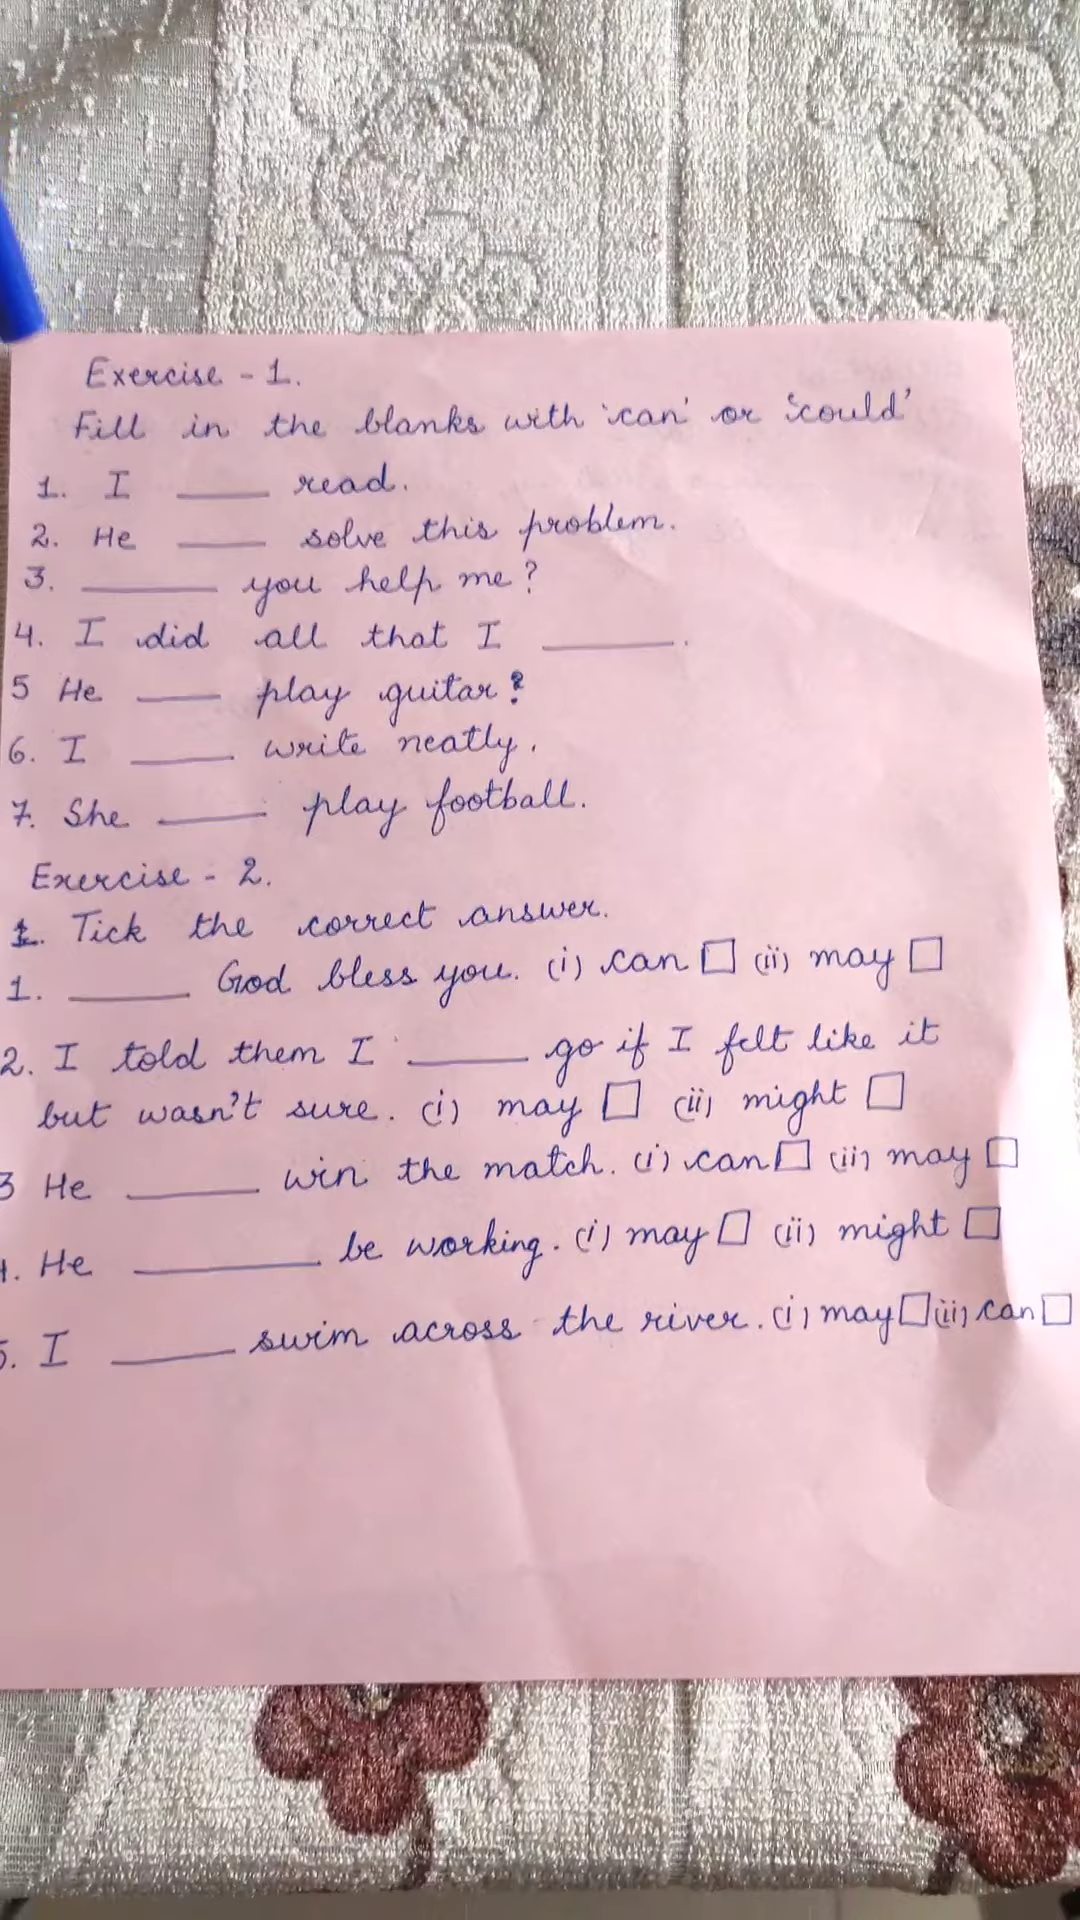 Exercise - 1.
Fill in the blanks with 'can' or 'could'
1. I ____ read.
2. He ____ solve this problem.
3. ____ you help me?
4. I did all that I ____.
5 He ____ play guitar?
6. I ____ write neatly.
7. She ____ play football.
Exercise - 2.
1. Tick the correct answer.
1. ____ God bless you. (i) can □ (ii) may □
2. I told them I ____ go if I felt like it
but wasn't sure. (i) may □ (ii) might □
3 He ____ win the match. (i) can □ (ii) may □
4. He ____ be working. (i) may □ (ii) might □
5. I ____ swim across the river. (i) may □ (ii) can □